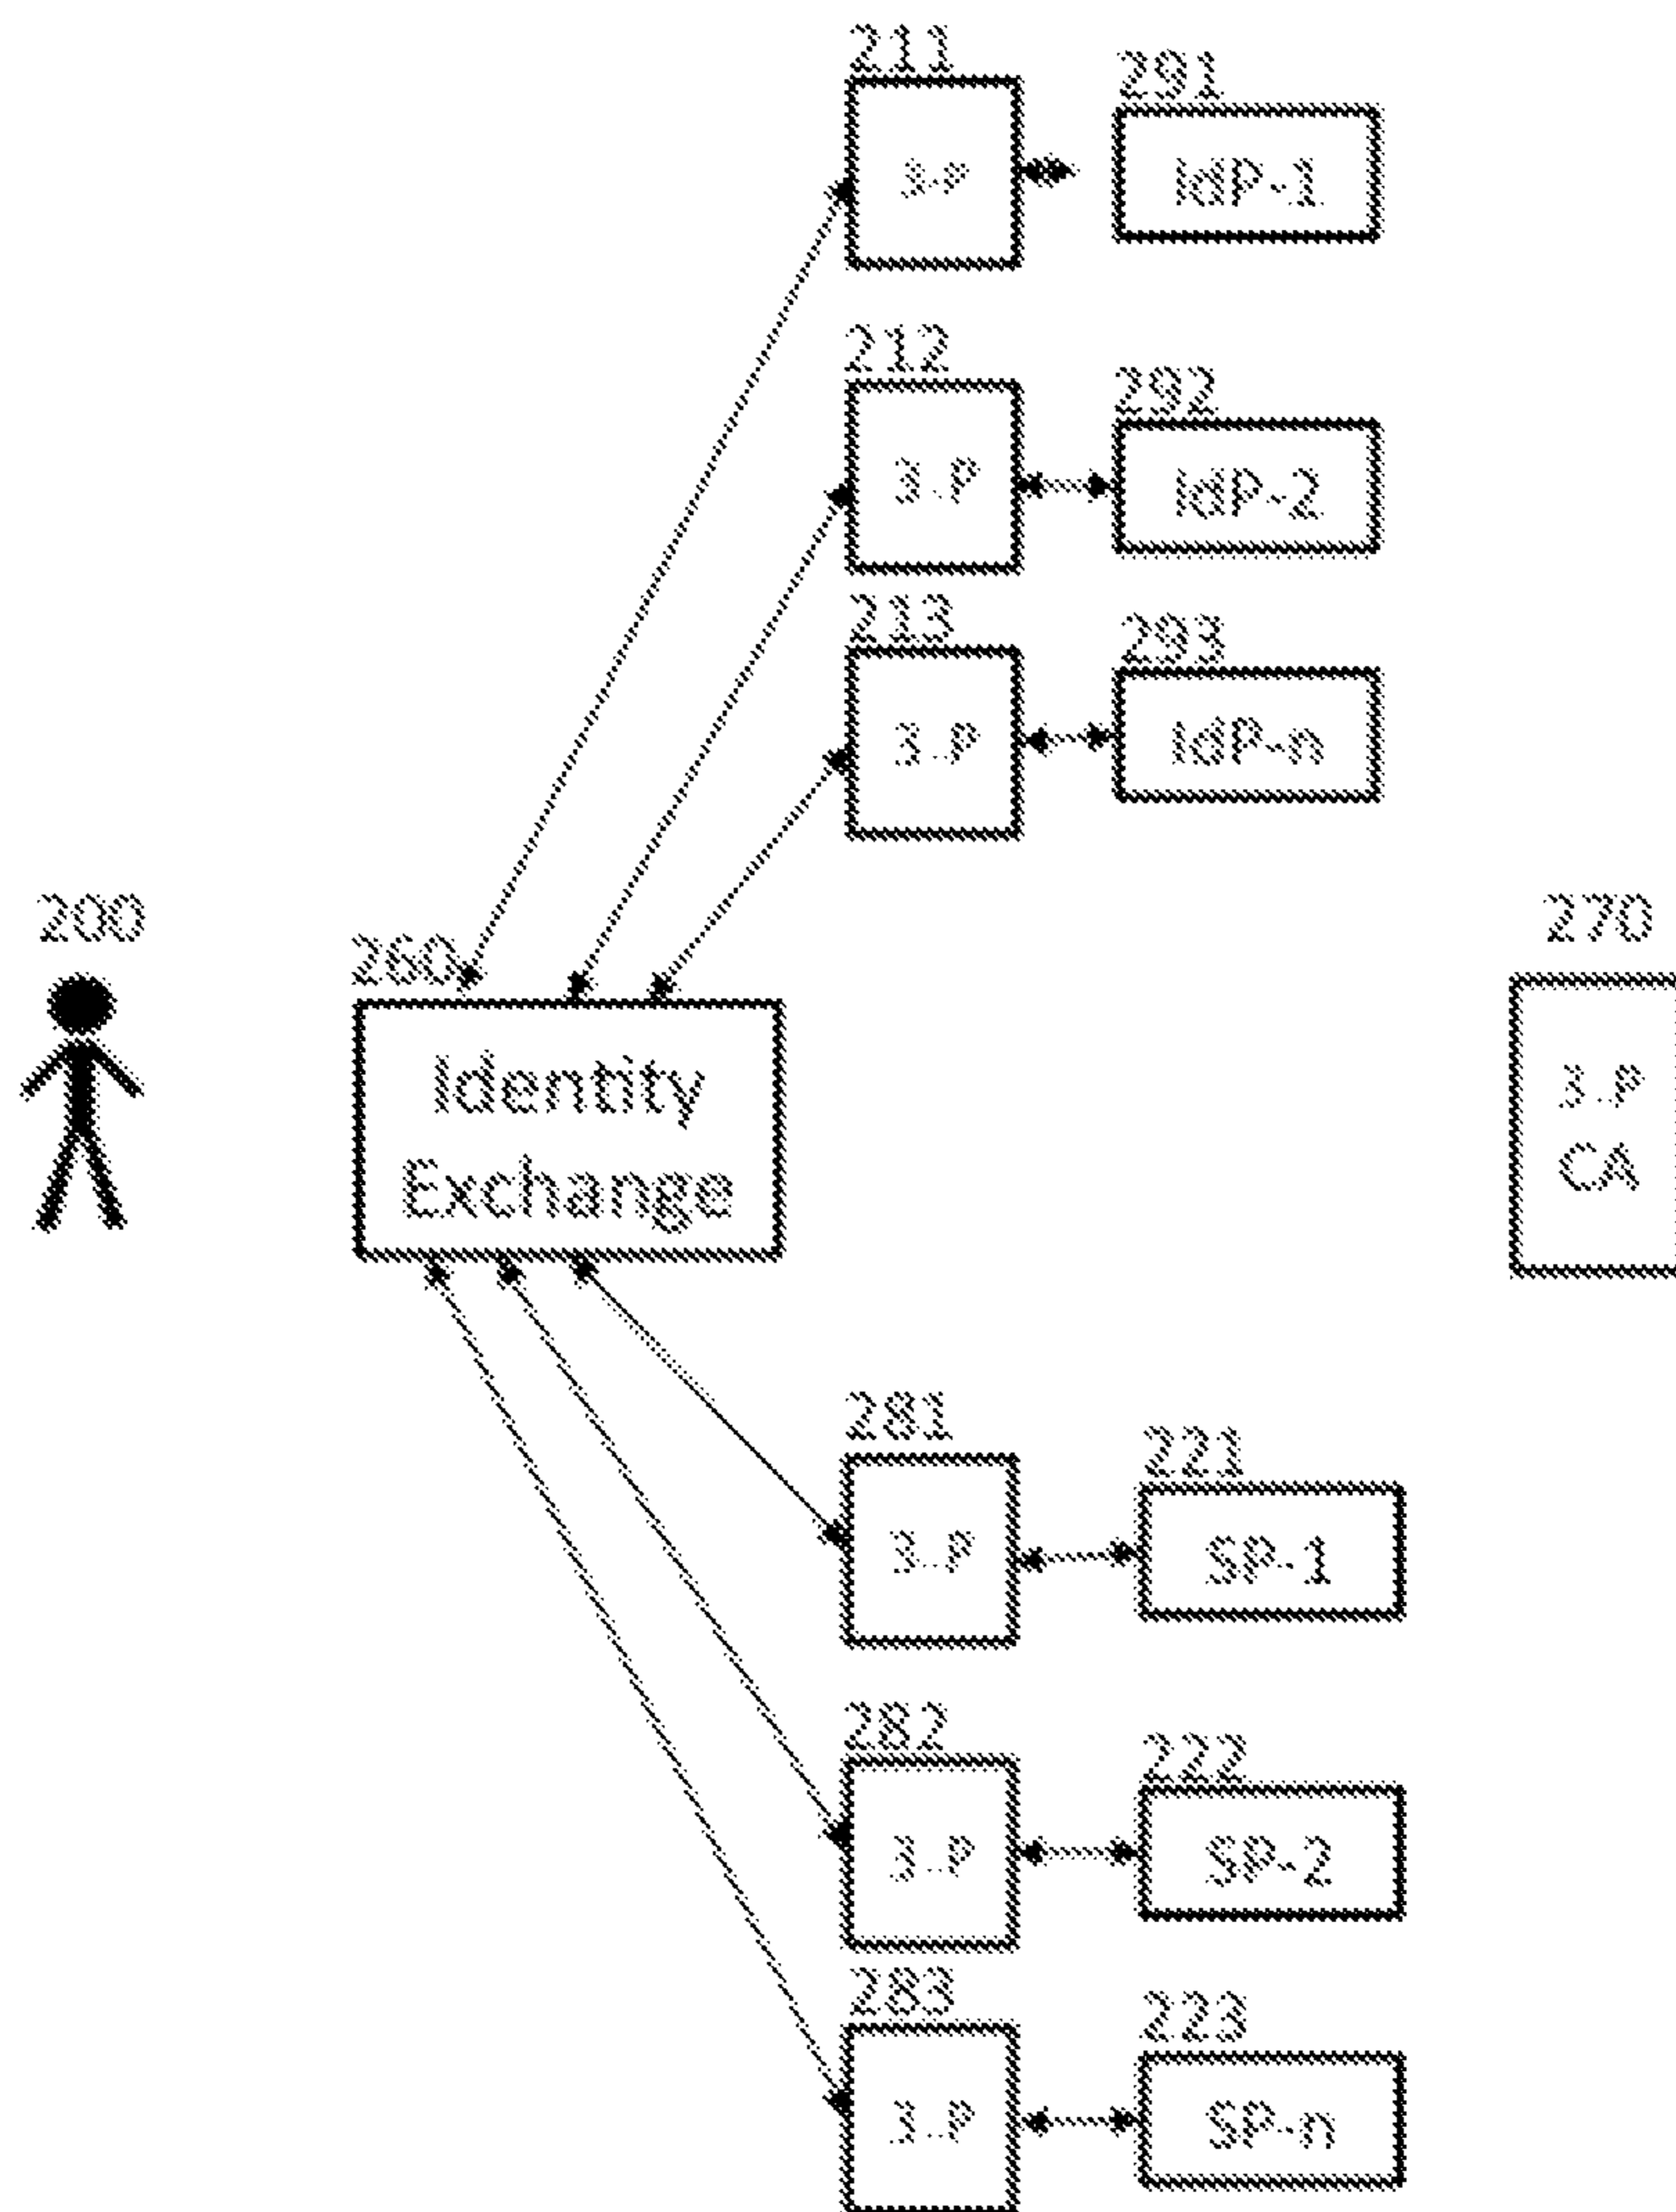 211
291
3.P
IdP-1
212
292
3.P
IdP-2
213
293
3.P
IdP-n
200
260
270
Identity
Exchange
3.P
CA
281
221
3.P
SP-1
282
222
3.P
SP-2
283
223
3.P
SP-n